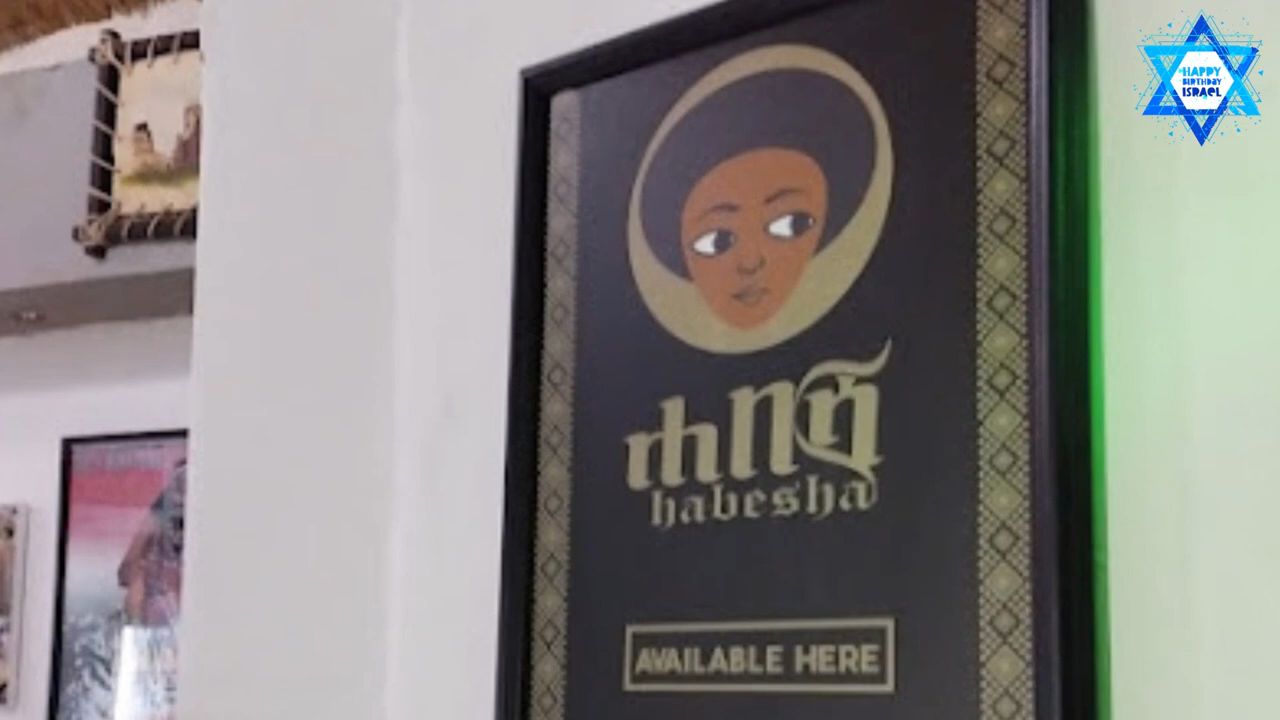 HAPPY
BIRTHDAY
ISRAEL
ሐበሻ
habesha
AVAILABLE HERE